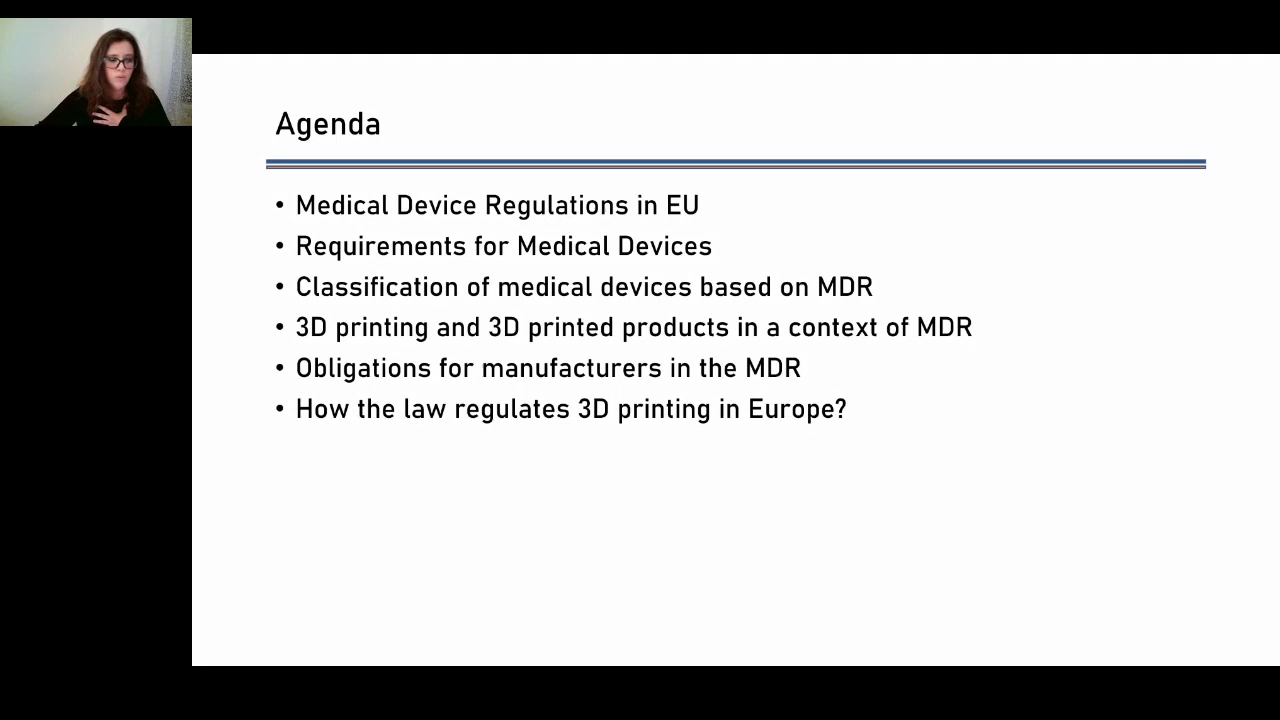 Agenda
• Medical Device Regulations in EU
• Requirements for Medical Devices
• Classification of medical devices based on MDR
• 3D printing and 3D printed products in a context of MDR
• Obligations for manufacturers in the MDR
• How the law regulates 3D printing in Europe?